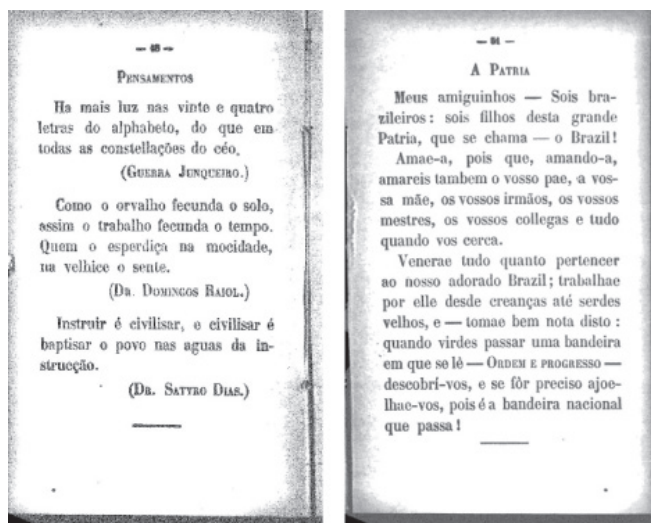 — 48 —
PENSAMENTOS
Ha mais luz nas vinte e quatro
letras do alphabeto, do que em
todas as constellações do céo.
(GUERRA JUNQUEIRO.)
Como o orvalho fecunda o solo,
assim o trabalho fecunda o tempo.
Quem o esperdiça na mocidade,
na velhice o sente.
(DR. DOMINGOS RAIOL.)
Instruir é civilisar, e civilisar é
baptisar o povo nas aguas da in-
strucção.
(DR. SATYRO DIAS.)
— 91 —
A PATRIA
Meus amiguinhos — Sois bra-
zileiros: sois filhos desta grande
Patria, que se chama — o Brazil!
Amae-a, pois que, amando-a,
amareis tambem o vosso pae, a vos-
sa mãe, os vossos irmãos, os vossos
mestres, os vossos collegas e tudo
quando vos cerca.
Venerae tudo quanto pertencer
ao nosso adorado Brazil; trabalhae
por elle desde creanças até serdes
velhos, e — tomae bem nota disto:
quando virdes passar uma bandeira
em que se lê — ORDEM E PROGRESSO —
descobrí-vos, e se fôr preciso ajoe-
lhae-vos, pois é a bandeira nacional
que passa!